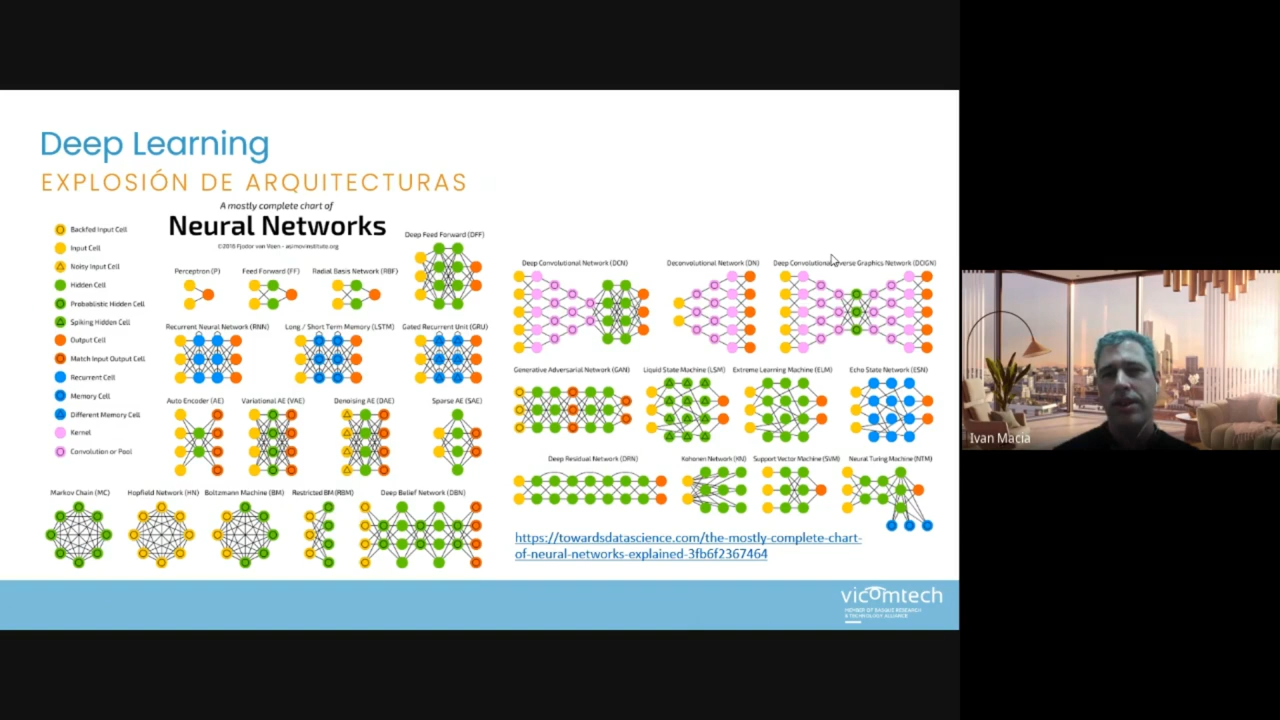 Deep Learning
EXPLOSIÓN DE ARQUITECTURAS
A mostly complete chart of
Neural Networks
©2016 Fjodor van Veen - asimovinstitute.org
Backfed Input Cell
Input Cell
Noisy Input Cell
Hidden Cell
Probablistic Hidden Cell
Spiking Hidden Cell
Output Cell
Match Input Output Cell
Recurrent Cell
Memory Cell
Different Memory Cell
Kernel
Convolution or Pool
Perceptron (P)
Feed Forward (FF)
Radial Basis Network (RBF)
Deep Feed Forward (DFF)
Recurrent Neural Network (RNN)
Long / Short Term Memory (LSTM)
Gated Recurrent Unit (GRU)
Auto Encoder (AE)
Variational AE (VAE)
Denoising AE (DAE)
Sparse AE (SAE)
Markov Chain (MC)
Hopfield Network (HN)
Boltzmann Machine (BM)
Restricted BM (RBM)
Deep Belief Network (DBN)
Deep Convolutional Network (DCN)
Deconvolutional Network (DN)
Deep Convolutional Inverse Graphics Network (DCIGN)
Generative Adversarial Network (GAN)
Liquid State Machine (LSM)
Extreme Learning Machine (ELM)
Echo State Network (ESN)
Deep Residual Network (DRN)
Kohonen Network (KN)
Support Vector Machine (SVM)
Neural Turing Machine (NTM)
https://towardsdatascience.com/the-mostly-complete-chart-
of-neural-networks-explained-3fb6f2367464
vicomtech
MEMBER OF BASQUE RESEARCH
& TECHNOLOGY ALLIANCE
Ivan Macia